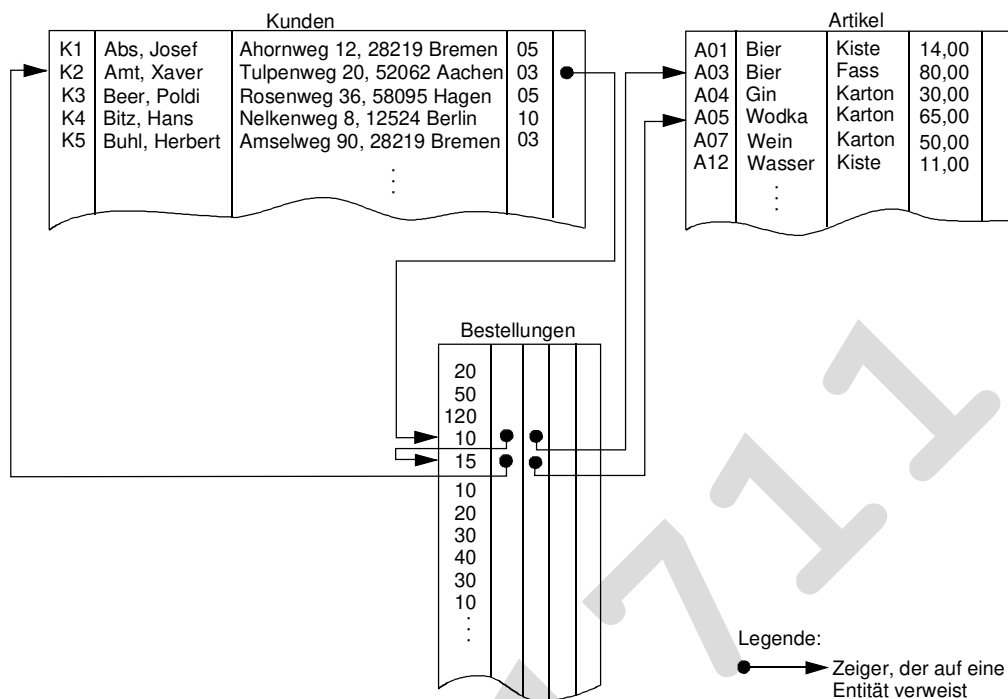 Kunden
K1 Abs, Josef Ahornweg 12, 28219 Bremen 05
K2 Amt, Xaver Tulpenweg 20, 52062 Aachen 03
K3 Beer, Poldi Rosenweg 36, 58095 Hagen 05
K4 Bitz, Hans Nelkenweg 8, 12524 Berlin 10
K5 Buhl, Herbert Amselweg 90, 28219 Bremen 03
Artikel
A01 Bier Kiste 14,00
A03 Bier Fass 80,00
A04 Gin Karton 30,00
A05 Wodka Karton 65,00
A07 Wein Karton 50,00
A12 Wasser Kiste 11,00
Bestellungen
20
50
120
10
15
10
20
30
40
30
10
Legende:
Zeiger, der auf eine
Entität verweist
711